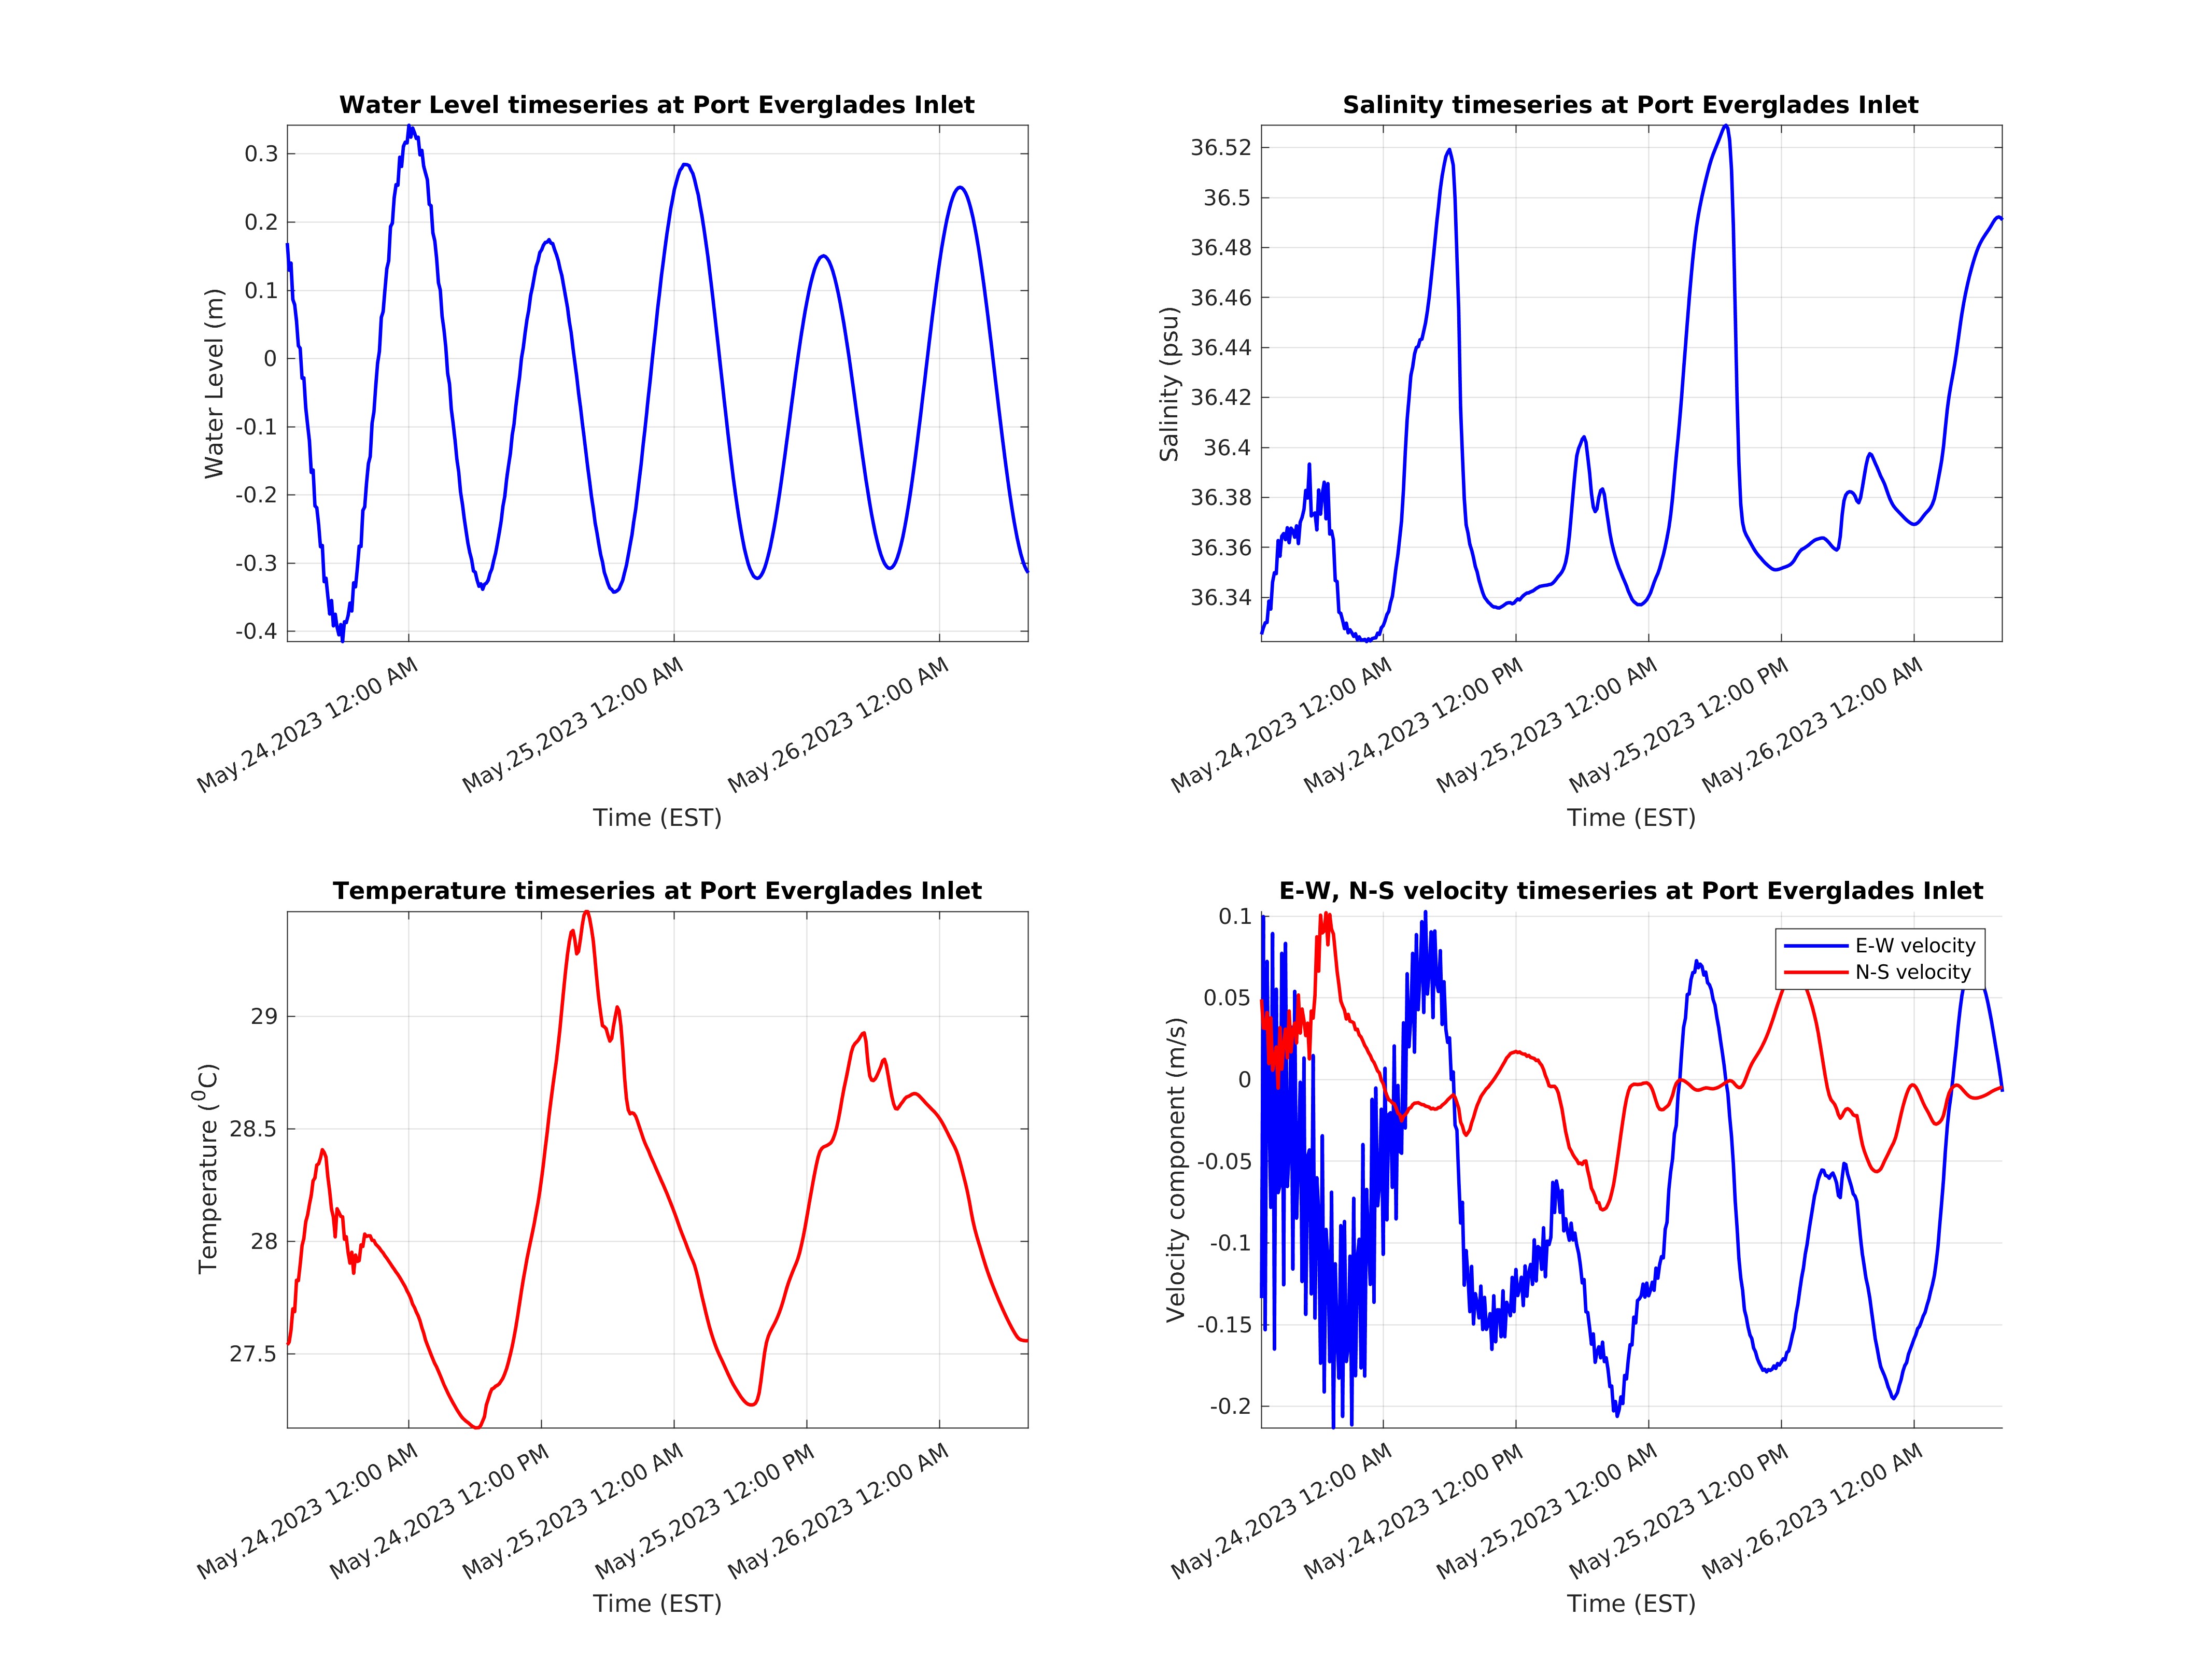 Water Level timeseries at Port Everglades Inlet
0.3
0.2
0.1
0
-0.1
-0.2
-0.3
-0.4
Water Level (m)
May.24,2023 12:00 AM
May.25,2023 12:00 AM
May.26,2023 12:00 AM
Time (EST)
Salinity timeseries at Port Everglades Inlet
36.52
36.5
36.48
36.46
36.44
36.42
36.4
36.38
36.36
36.34
Salinity (psu)
May.24,2023 12:00 AM
May.24,2023 12:00 PM
May.25,2023 12:00 AM
May.25,2023 12:00 PM
May.26,2023 12:00 AM
Time (EST)
Temperature timeseries at Port Everglades Inlet
29
28.5
28
27.5
Temperature (⁰C)
May.24,2023 12:00 AM
May.24,2023 12:00 PM
May.25,2023 12:00 AM
May.25,2023 12:00 PM
May.26,2023 12:00 AM
Time (EST)
E-W, N-S velocity timeseries at Port Everglades Inlet
0.1
0.05
0
-0.05
-0.1
-0.15
-0.2
Velocity component (m/s)
E-W velocity
N-S velocity
May.24,2023 12:00 AM
May.24,2023 12:00 PM
May.25,2023 12:00 AM
May.25,2023 12:00 PM
May.26,2023 12:00 AM
Time (EST)